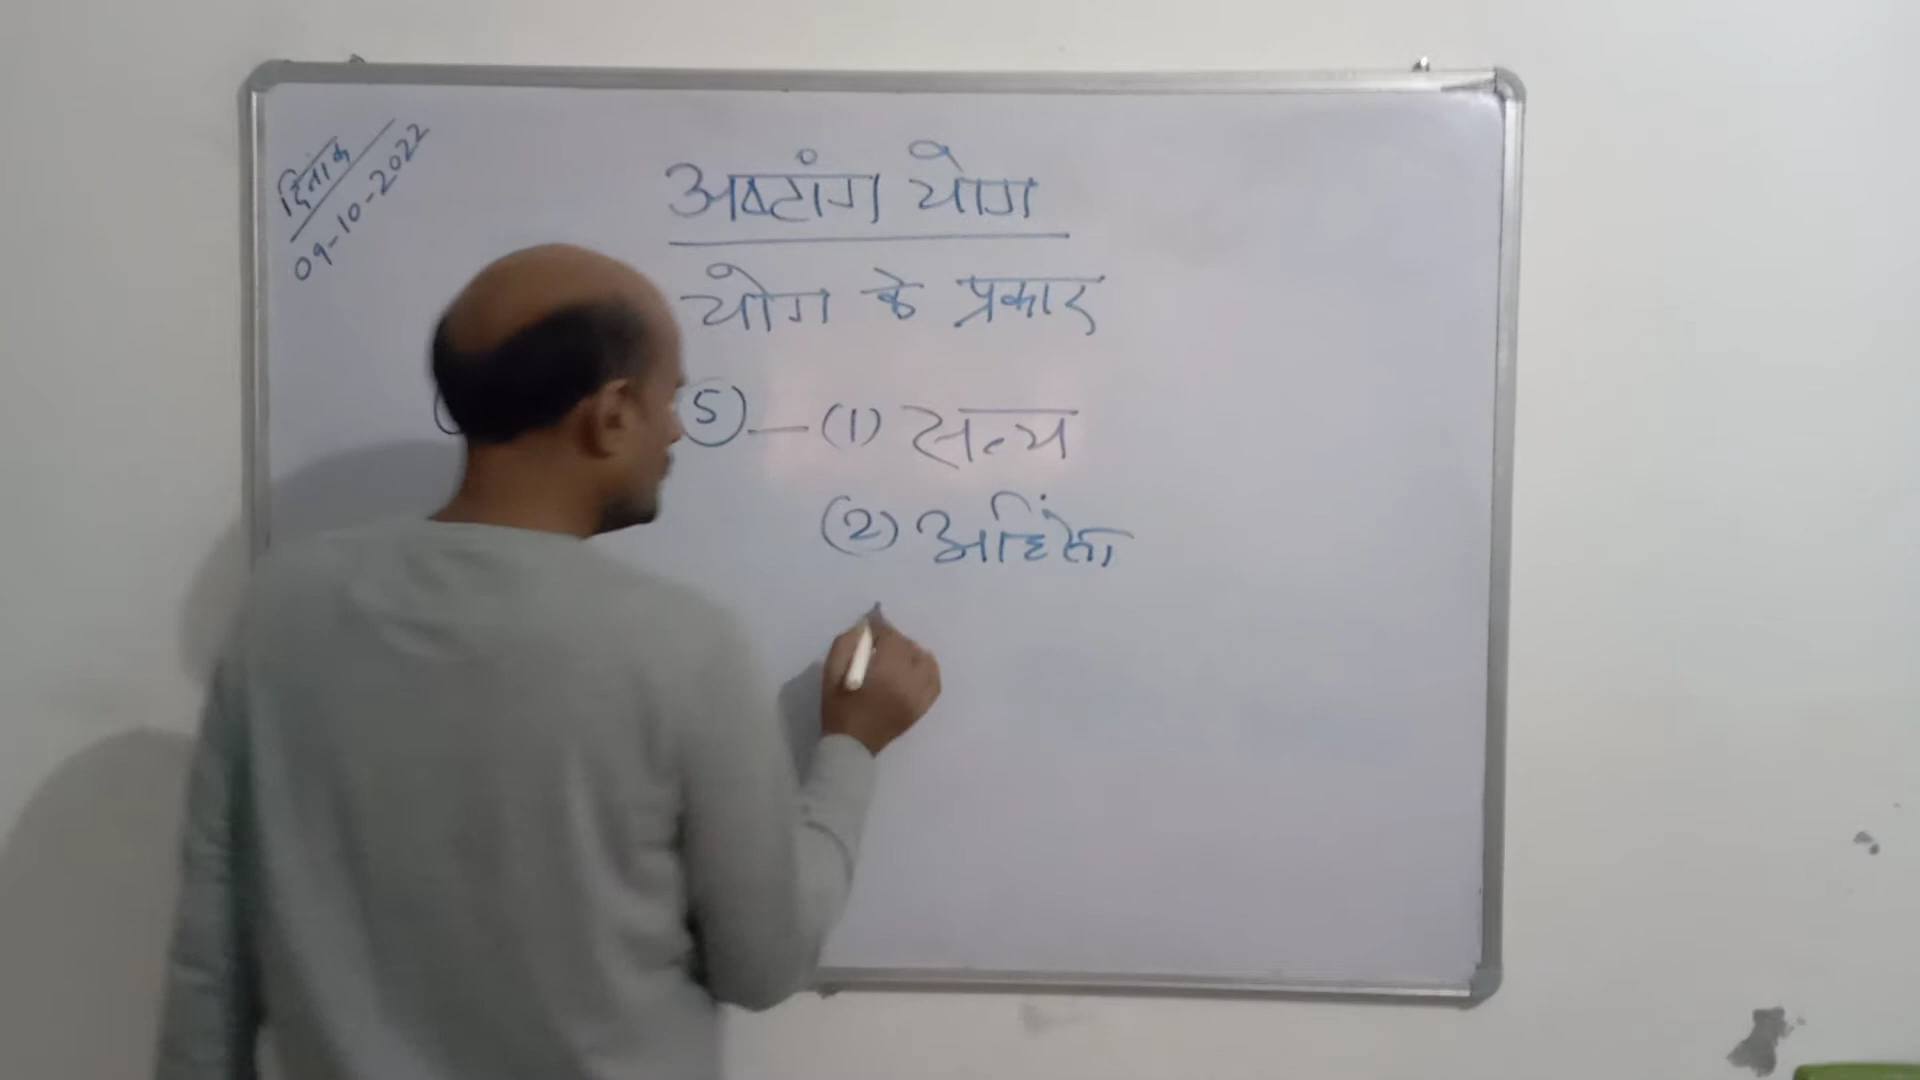 दिनांक
09-10-2022
अष्टांग योग
योग के प्रकार
5 — (1) सत्य
(2) अहिंसा